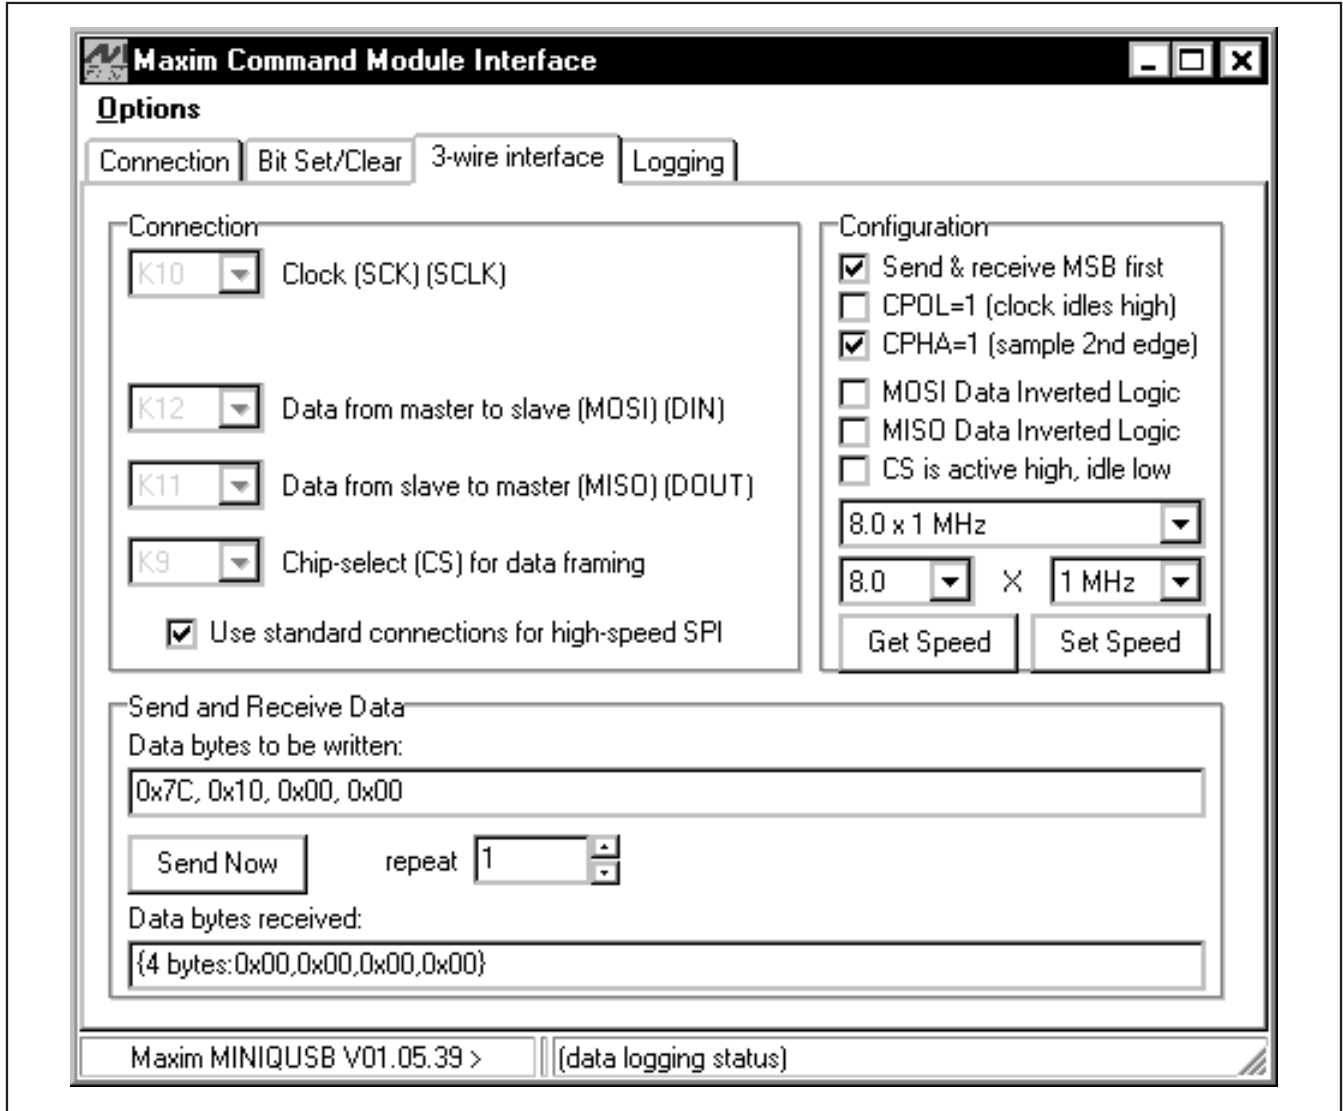 Maxim Command Module Interface
Options
Connection Bit Set/Clear 3-wire interface Logging
Connection
K10 Clock (SCK) (SCLK)
K12 Data from master to slave (MOSI) (DIN)
K11 Data from slave to master (MISO) (DOUT)
K9 Chip-select (CS) for data framing
Use standard connections for high-speed SPI
Configuration
Send & receive MSB first
CPOL=1 (clock idles high)
CPHA=1 (sample 2nd edge)
MOSI Data Inverted Logic
MISO Data Inverted Logic
CS is active high, idle low
8.0 x 1 MHz
8.0 X 1 MHz
Get Speed Set Speed
Send and Receive Data
Data bytes to be written:
0x7C, 0x10, 0x00, 0x00
Send Now repeat 1
Data bytes received:
{4 bytes:0x00,0x00,0x00,0x00}
Maxim MINIQUSB V01.05.39 > (data logging status)